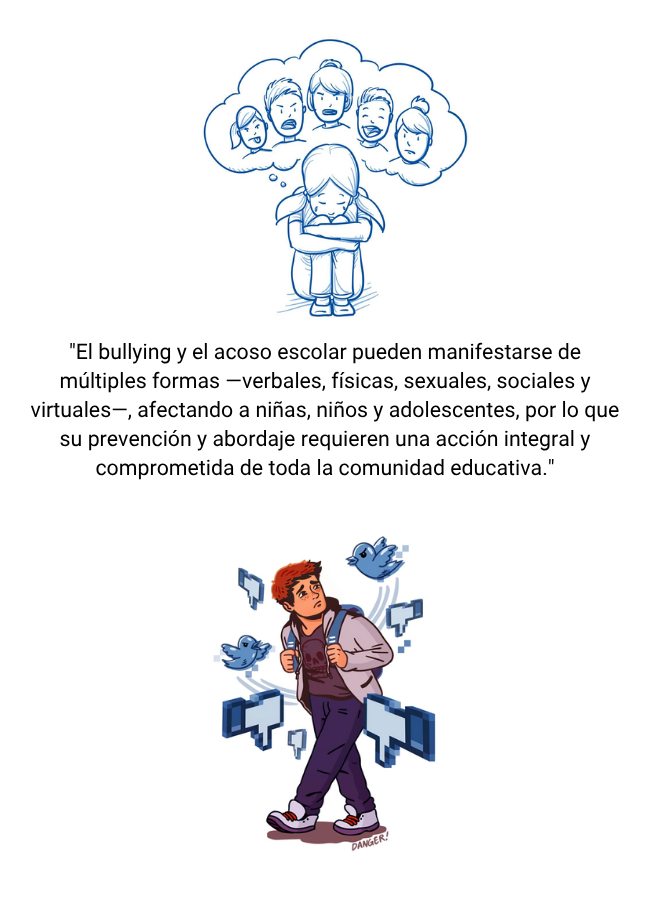 "El bullying y el acoso escolar pueden manifestarse de
múltiples formas —verbales, físicas, sexuales, sociales y
virtuales—, afectando a niñas, niños y adolescentes, por lo que
su prevención y abordaje requieren una acción integral y
comprometida de toda la comunidad educativa."
DANGER!